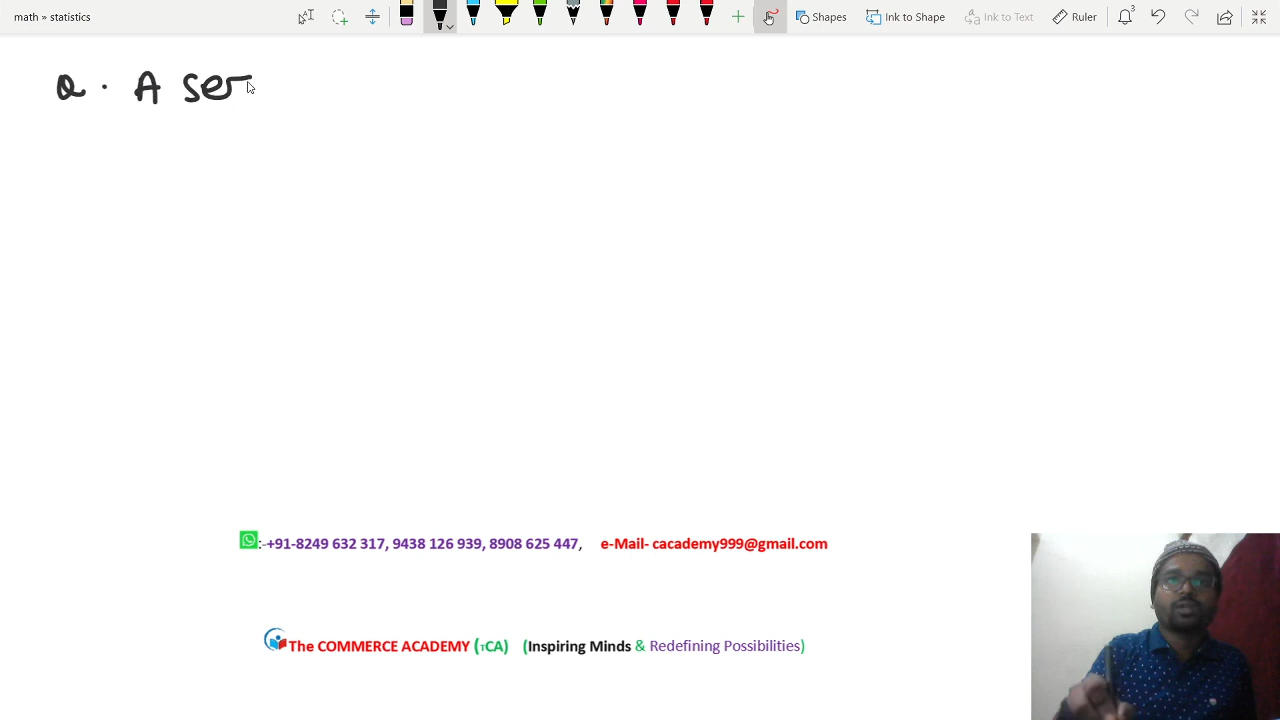 math » statistics
Shapes
Ink to Shape
Ink to Text
Ruler
Q. A ser
:-+91-8249 632 317, 9438 126 939, 8908 625 447, e-Mail- cacademy999@gmail.com
The COMMERCE ACADEMY (TCA) (Inspiring Minds & Redefining Possibilities)